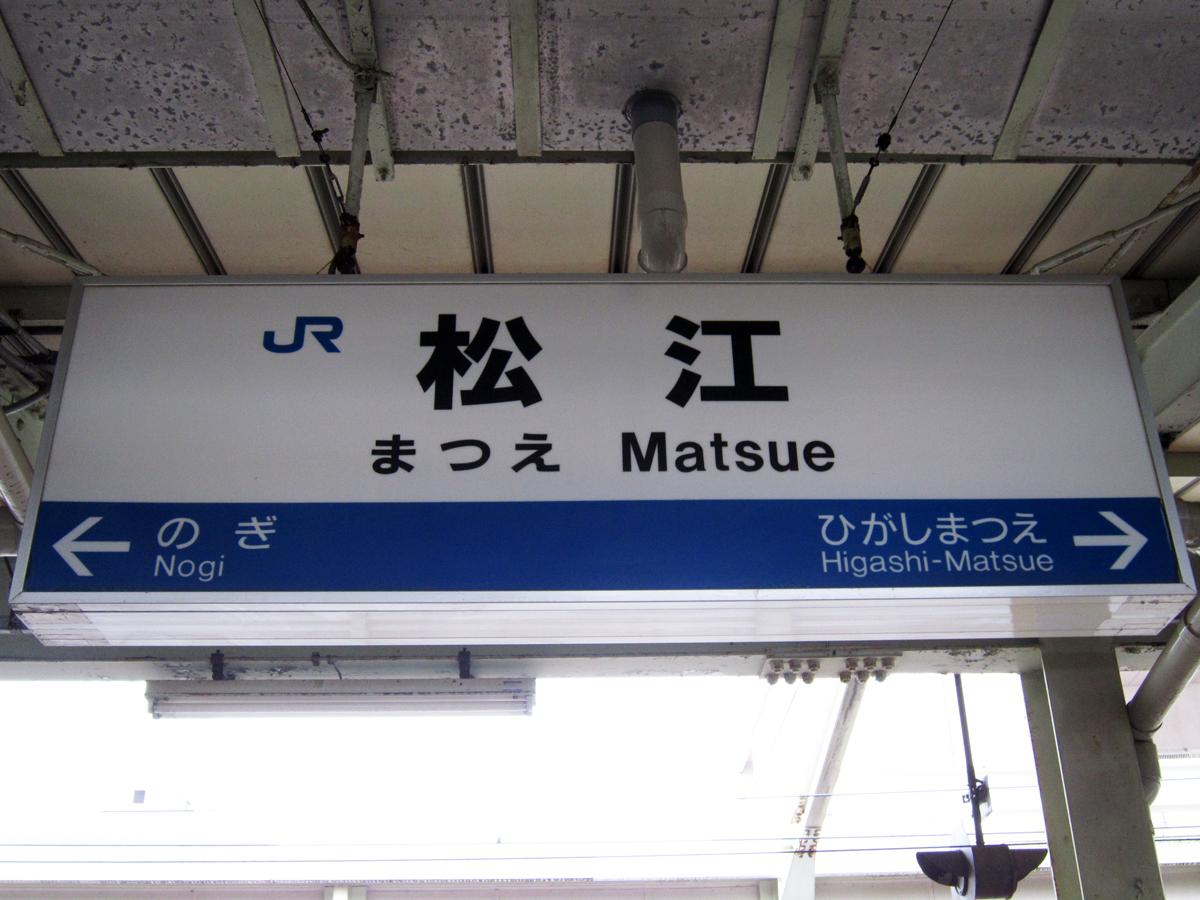 JR 松江
まつえ Matsue
のぎ
Nogi
ひがしまつえ
Higashi-Matsue